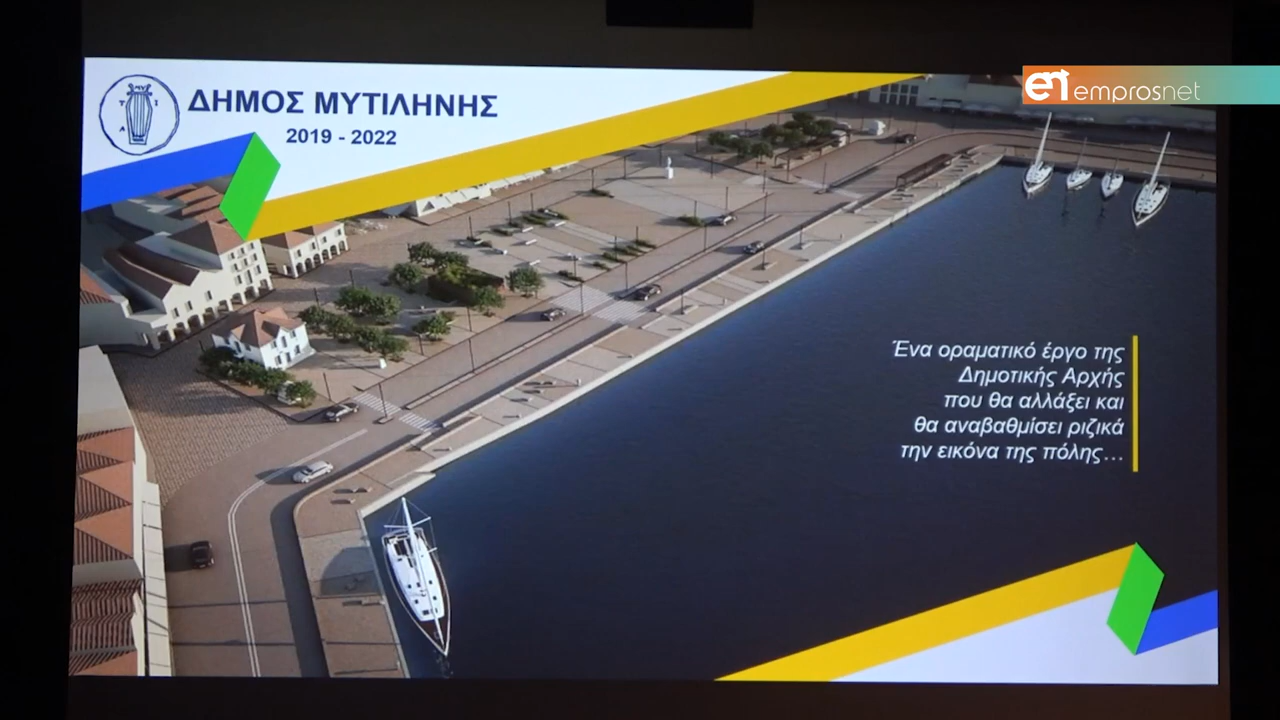 ΔΗΜΟΣ ΜΥΤΙΛΗΝΗΣ
2019 - 2022
en emprosnet
Ένα οραματικό έργο της
Δημοτικής Αρχής
που θα αλλάξει και
θα αναβαθμίσει ριζικά
την εικόνα της πόλης…